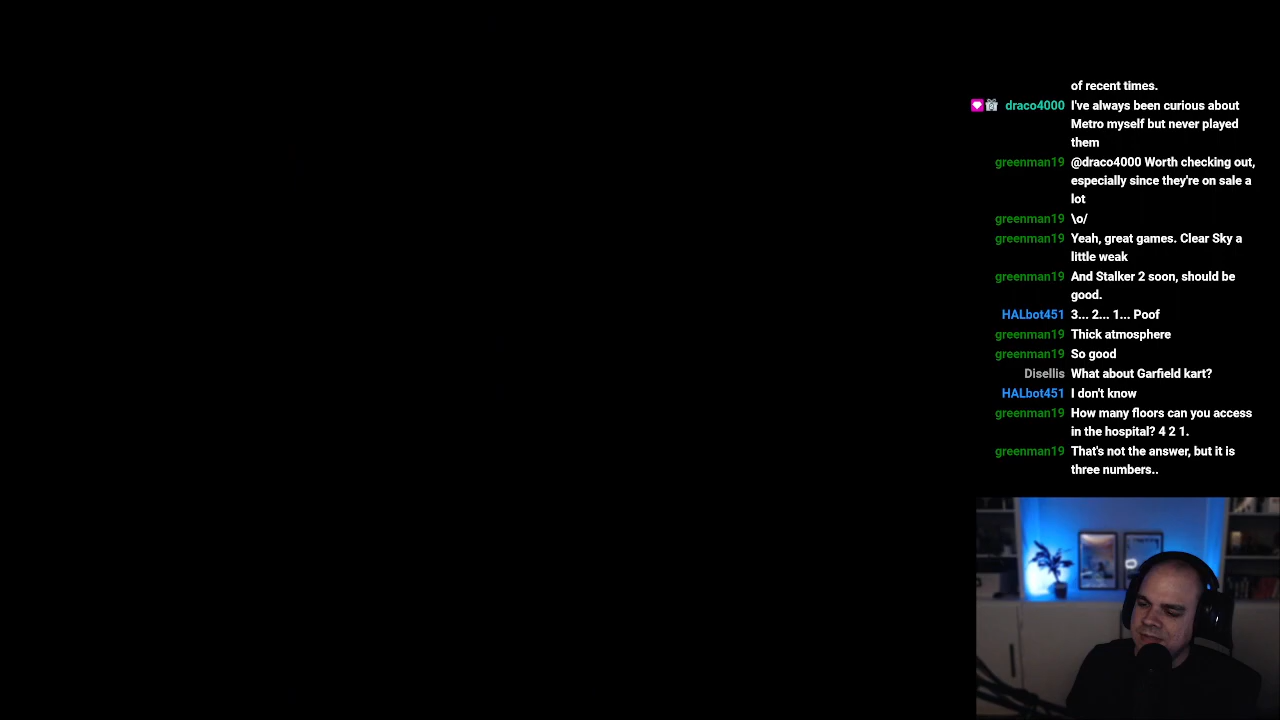 of recent times.
draco4000 I've always been curious about
Metro myself but never played
them
greenman19 @draco4000 Worth checking out,
especially since they're on sale a
lot
greenman19 \o/
greenman19 Yeah, great games. Clear Sky a
little weak
greenman19 And Stalker 2 soon, should be
good.
HALbot451 3... 2... 1... Poof
greenman19 Thick atmosphere
greenman19 So good
Disellis What about Garfield kart?
HALbot451 I don't know
greenman19 How many floors can you access
in the hospital? 4 2 1.
greenman19 That's not the answer, but it is
three numbers..